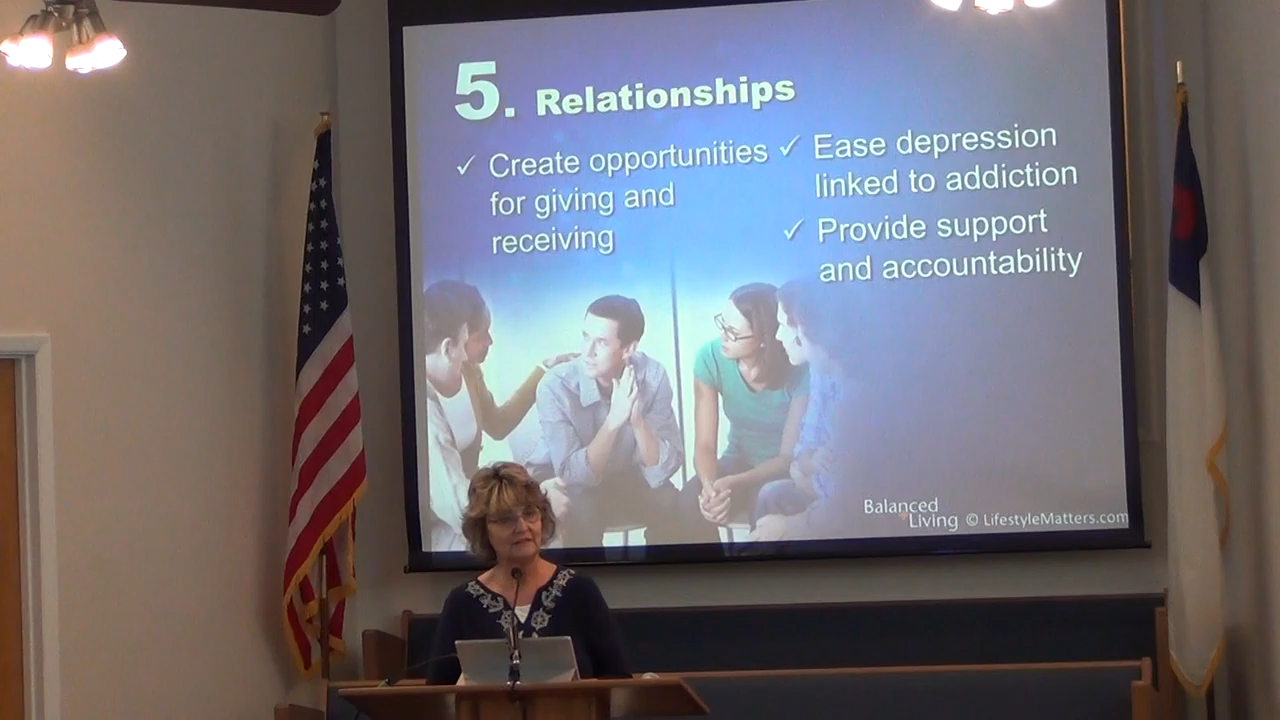 5. Relationships
✓ Create opportunities
for giving and
receiving
✓ Ease depression
linked to addiction
✓ Provide support
and accountability
Balanced
Living © LifestyleMatters.com